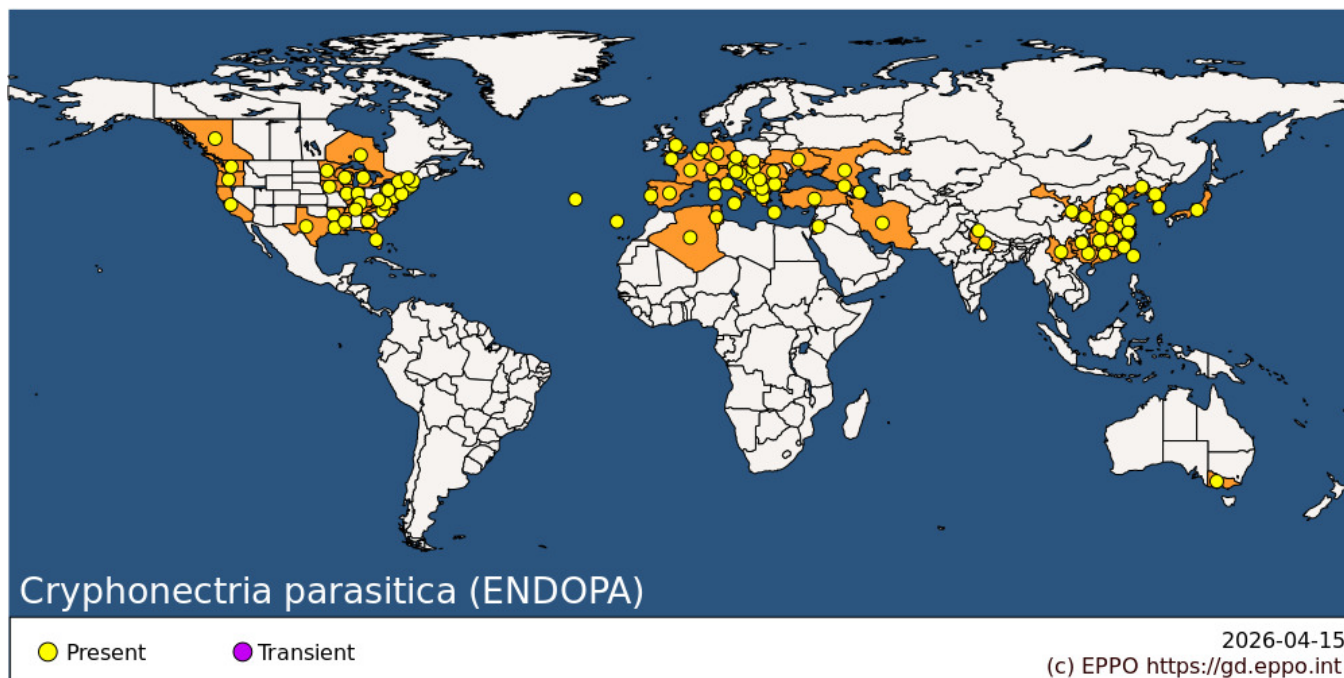 Cryphonectria parasitica (ENDOPA)
Present
Transient
2026-04-15
(c) EPPO https://gd.eppo.int